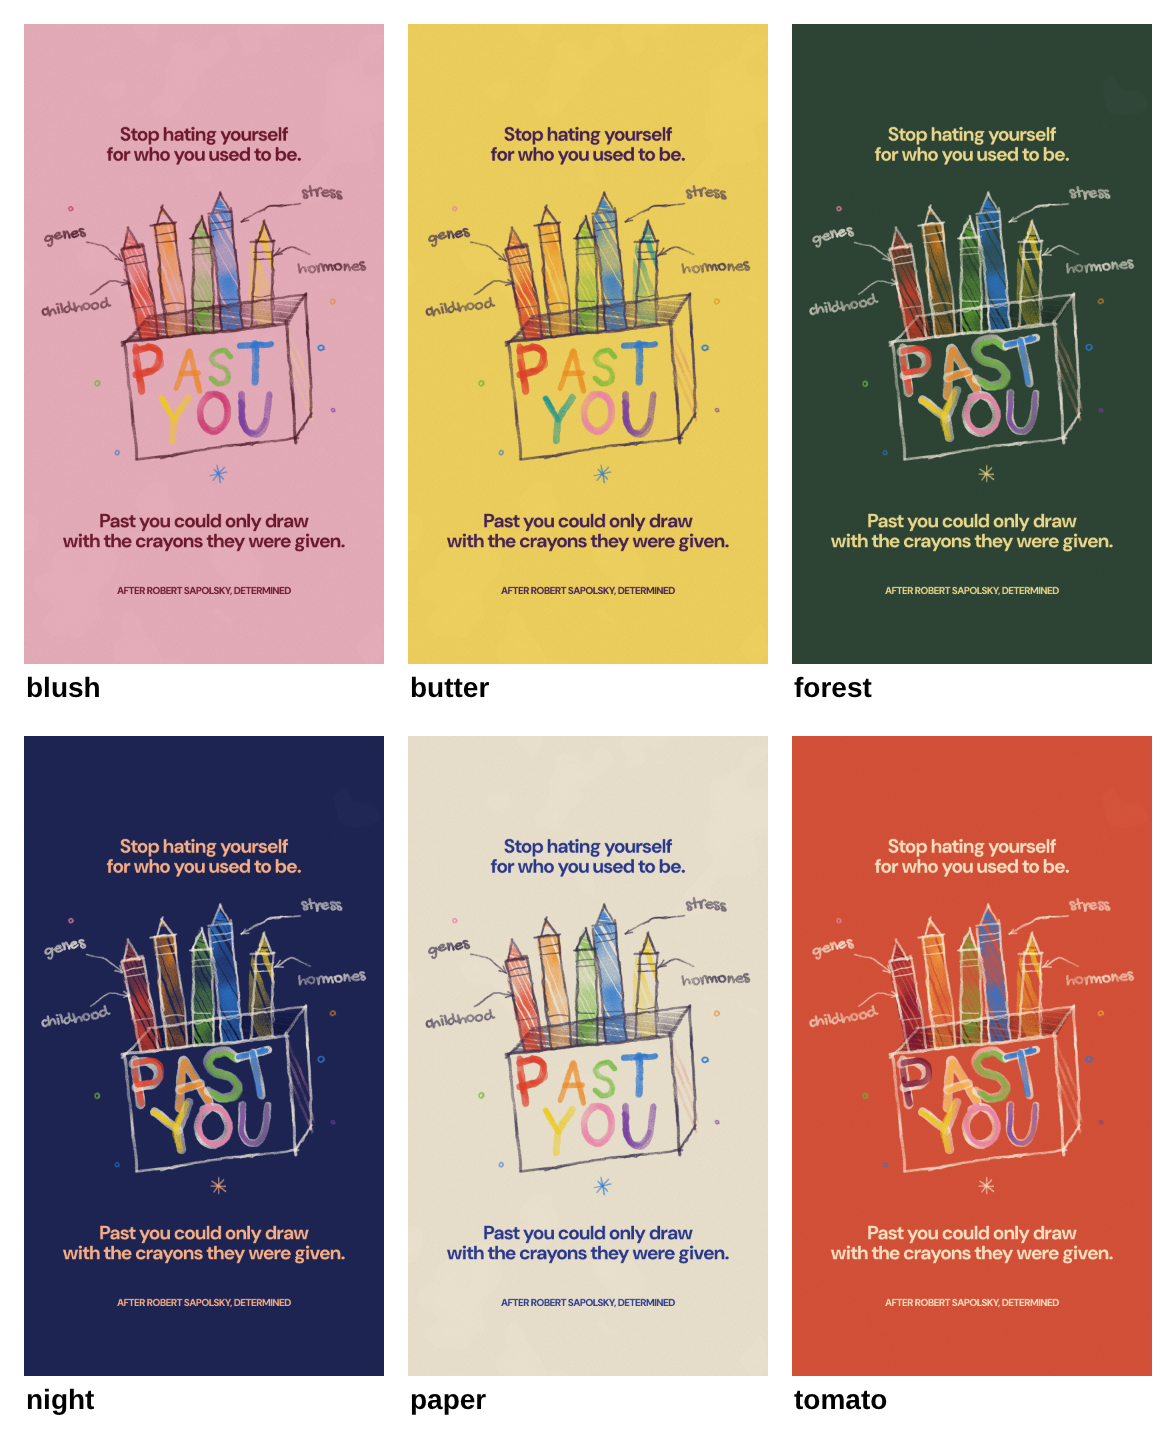 Stop hating yourself
for who you used to be.
stress
genes
hormones
childhood
PAST
YOU
Past you could only draw
with the crayons they were given.
AFTER ROBERT SAPOLSKY, DETERMINED
blush
Stop hating yourself
for who you used to be.
stress
genes
hormones
childhood
PAST
YOU
Past you could only draw
with the crayons they were given.
AFTER ROBERT SAPOLSKY, DETERMINED
butter
Stop hating yourself
for who you used to be.
stress
genes
hormones
childhood
PAST
YOU
Past you could only draw
with the crayons they were given.
AFTER ROBERT SAPOLSKY, DETERMINED
forest
Stop hating yourself
for who you used to be.
stress
genes
hormones
childhood
PAST
YOU
Past you could only draw
with the crayons they were given.
AFTER ROBERT SAPOLSKY, DETERMINED
night
Stop hating yourself
for who you used to be.
stress
genes
hormones
childhood
PAST
YOU
Past you could only draw
with the crayons they were given.
AFTER ROBERT SAPOLSKY, DETERMINED
paper
Stop hating yourself
for who you used to be.
stress
genes
hormones
childhood
PAST
YOU
Past you could only draw
with the crayons they were given.
AFTER ROBERT SAPOLSKY, DETERMINED
tomato